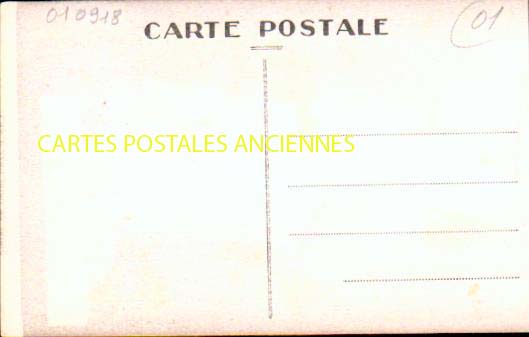 010918
01
CARTE POSTALE
CARTES POSTALES ANCIENNES